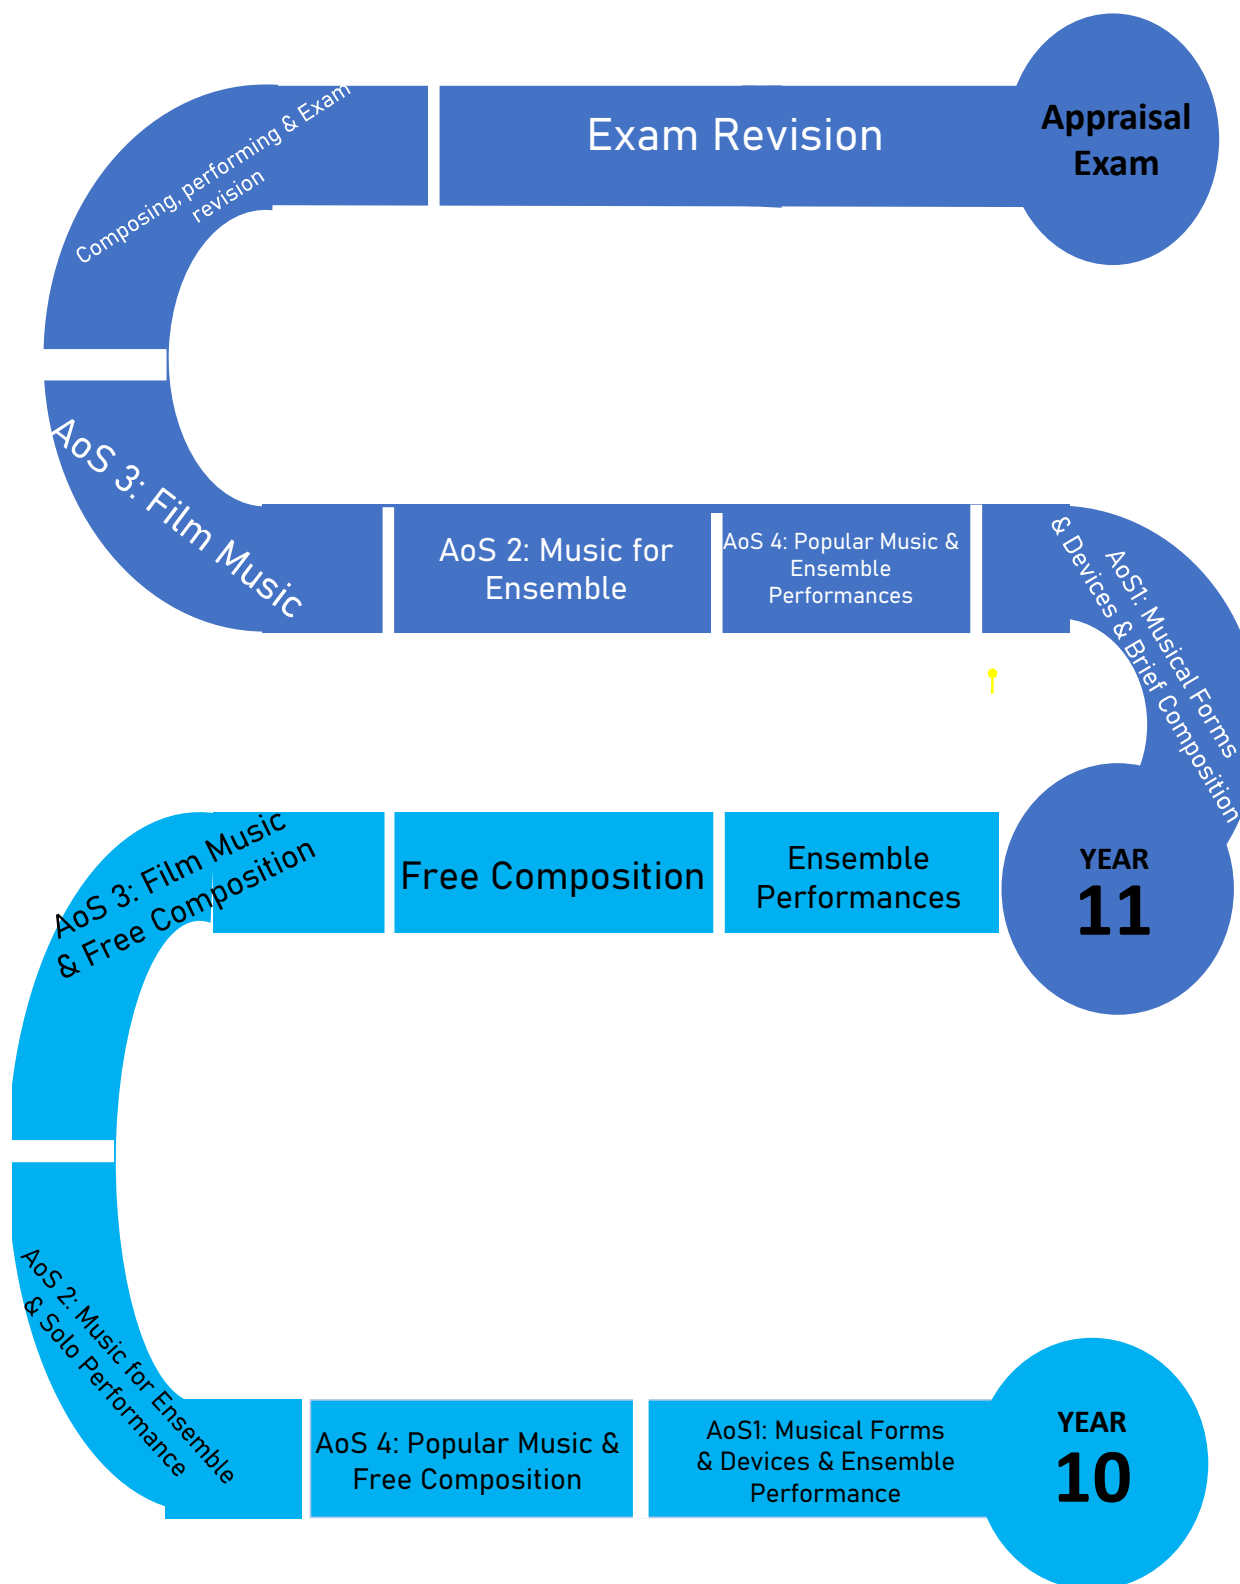 Appraisal
Exam
Exam Revision
Composing, performing & Exam
revision
AoS 3: Film Music
AoS 2: Music for
Ensemble
AoS 4: Popular Music &
Ensemble
Performances
AoS1: Musical Forms
& Devices & Brief Composition
YEAR
11
Ensemble
Performances
Free Composition
AoS 3: Film Music
& Free Composition
AoS 2: Music for Ensemble
& Solo Performance
AoS 4: Popular Music &
Free Composition
AoS1: Musical Forms
& Devices & Ensemble
Performance
YEAR
10